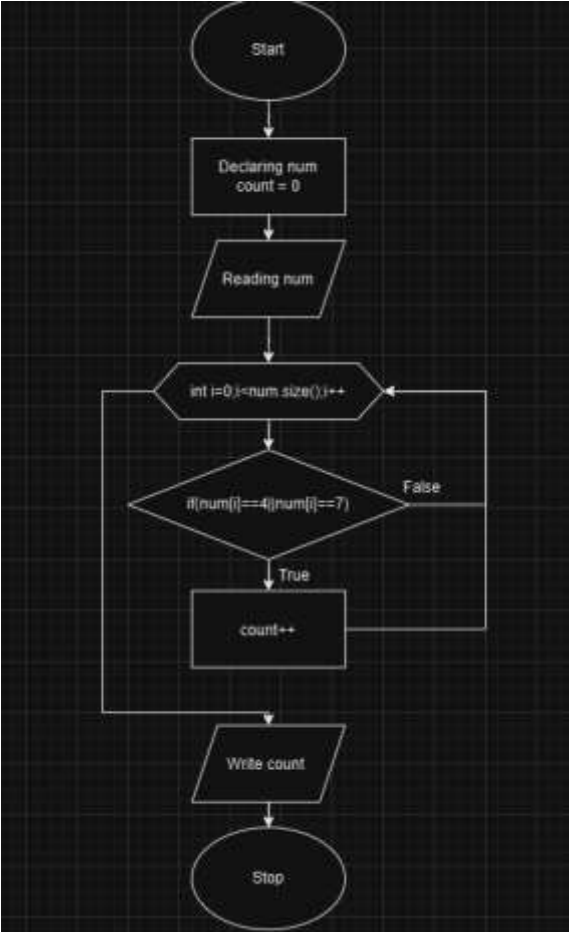 Start
Declaring num
count = 0
Reading num
int i=0;i<num.size();i++
if(num[i]==4||num[i]==7)
False
True
count++
Write count
Stop